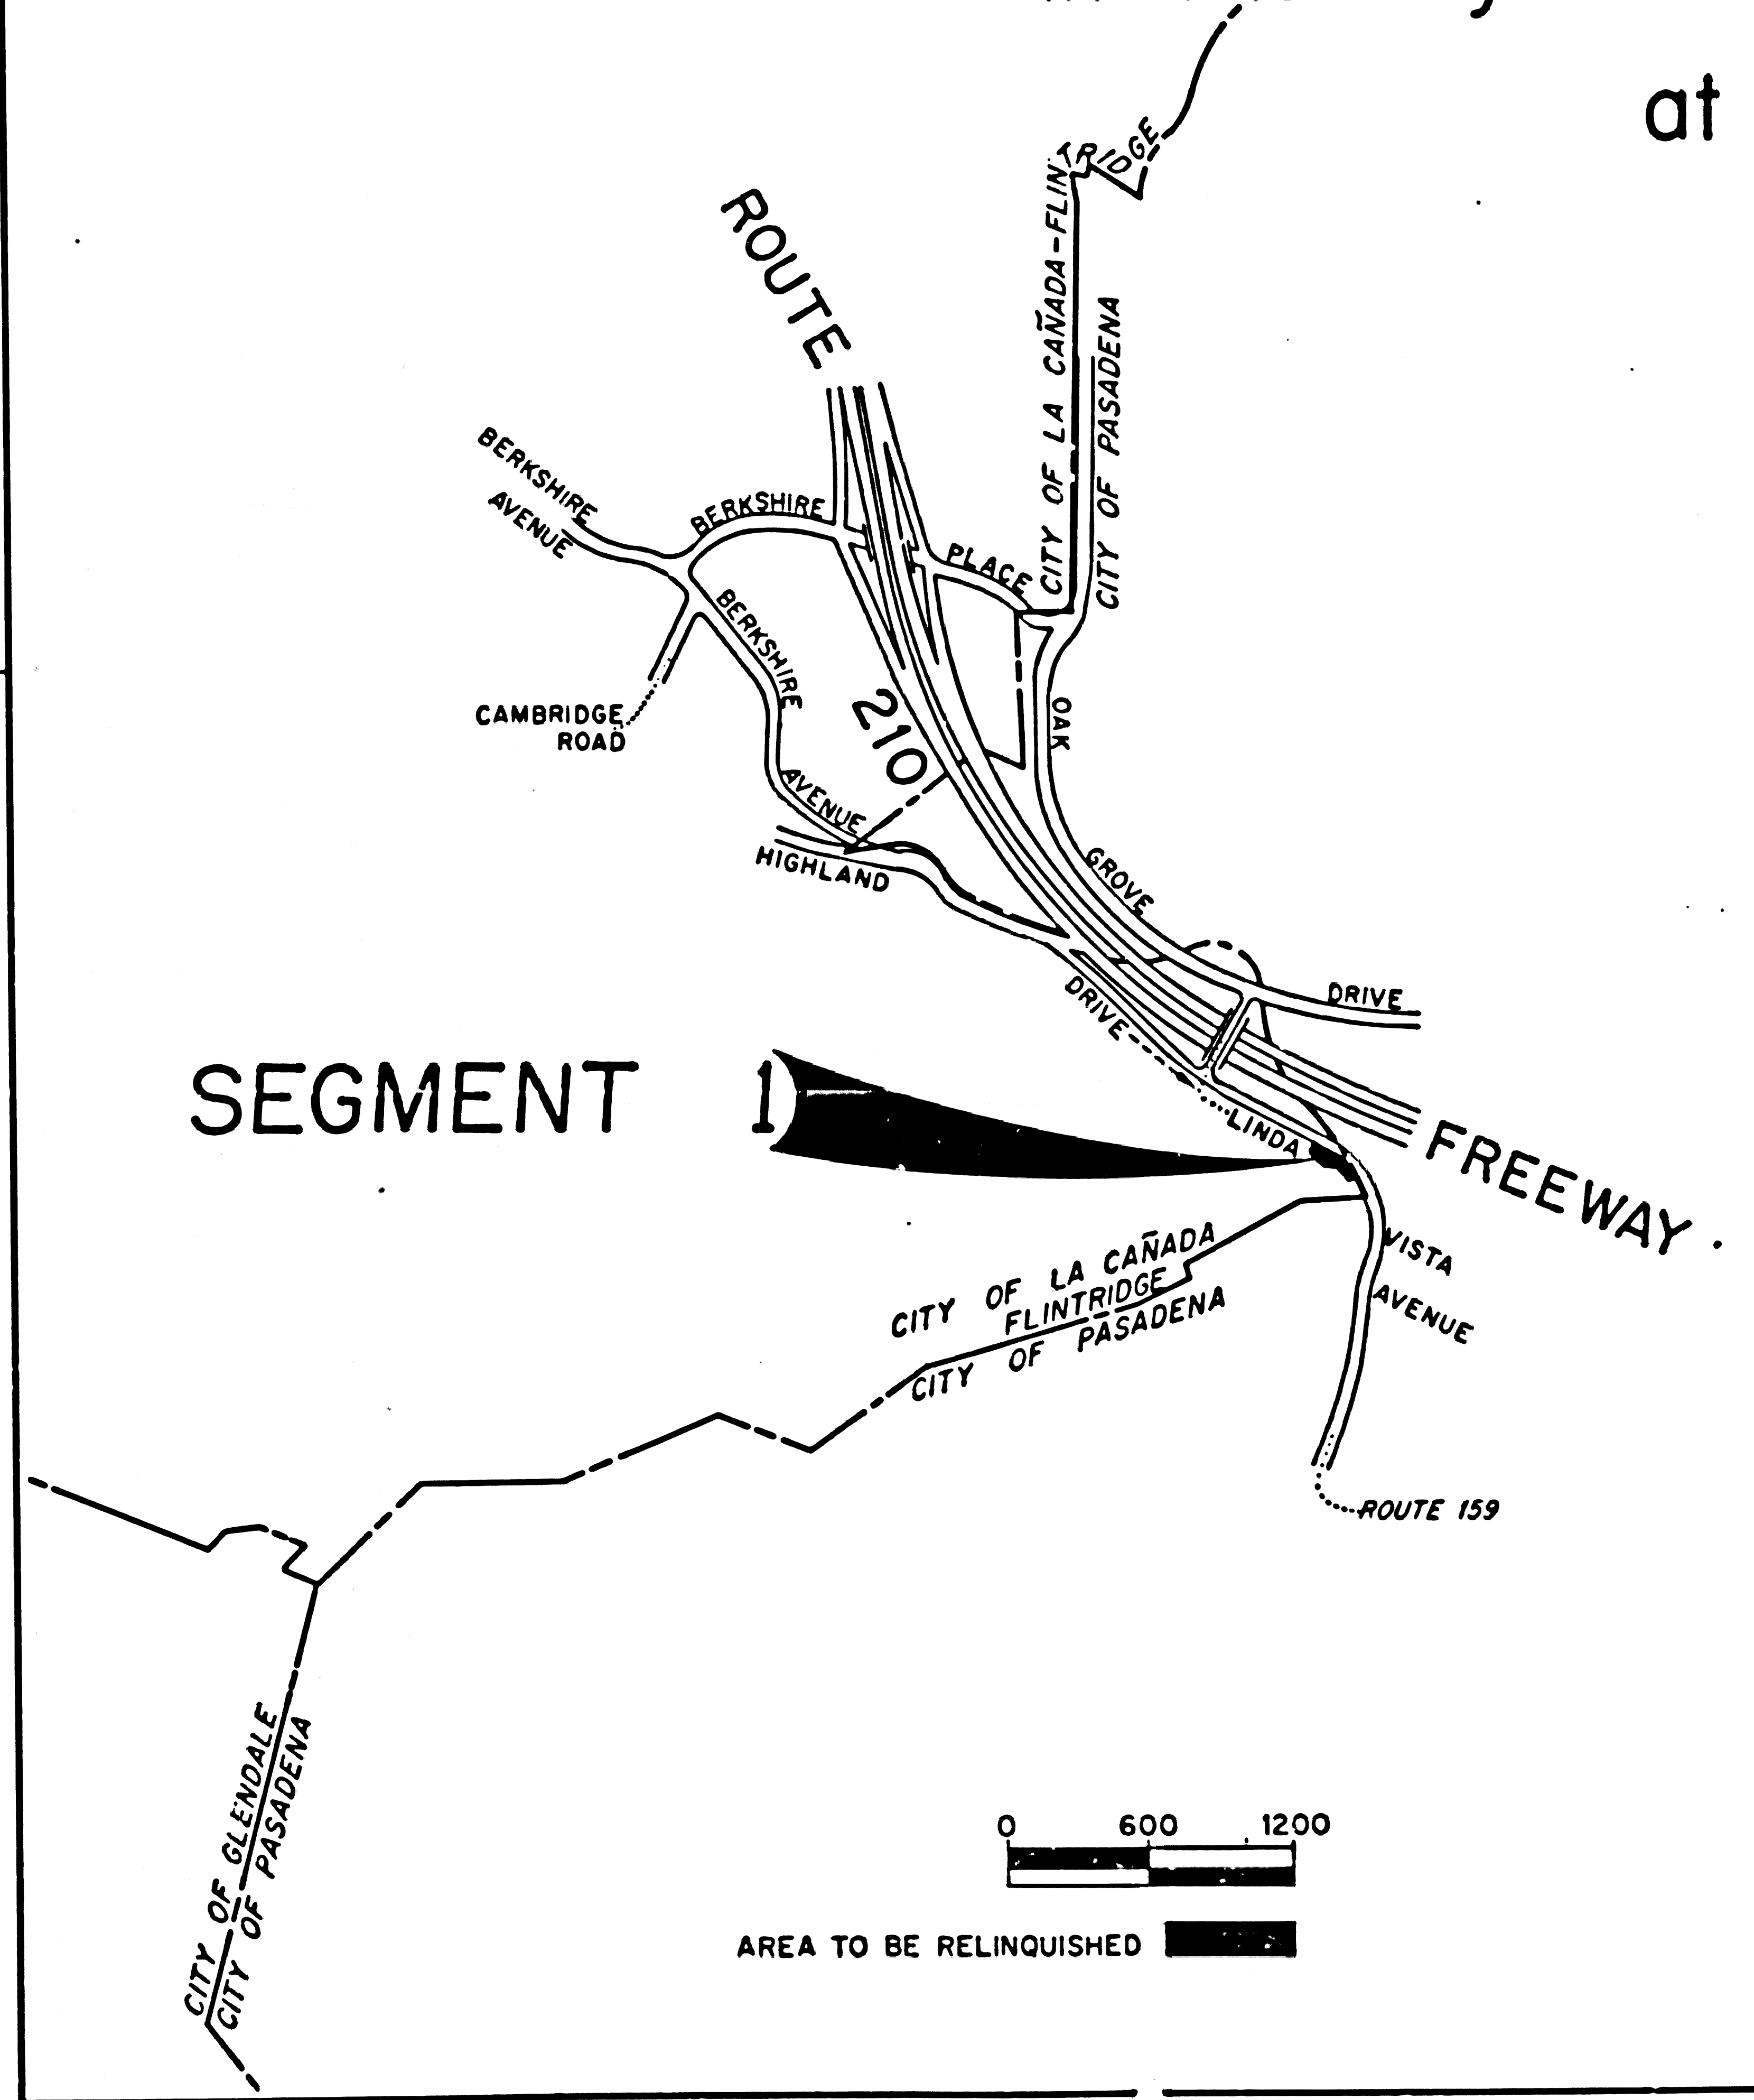 at
CITY OF LA CAÑADA-FLINTRIDGE
CITY OF PASADENA
ROUTE
210
FREEWAY
BERKSHIRE
AVENUE
BERKSHIRE
PLACE
BERKSHIRE
AVENUE
CAMBRIDGE
ROAD
OAK
GROVE
DRIVE
HIGHLAND
DRIVE
SEGMENT 1
LINDA
VISTA
AVENUE
CITY OF LA CAÑADA
FLINTRIDGE
CITY OF PASADENA
ROUTE 159
CITY OF GLENDALE
CITY OF PASADENA
0 600 1200
AREA TO BE RELINQUISHED